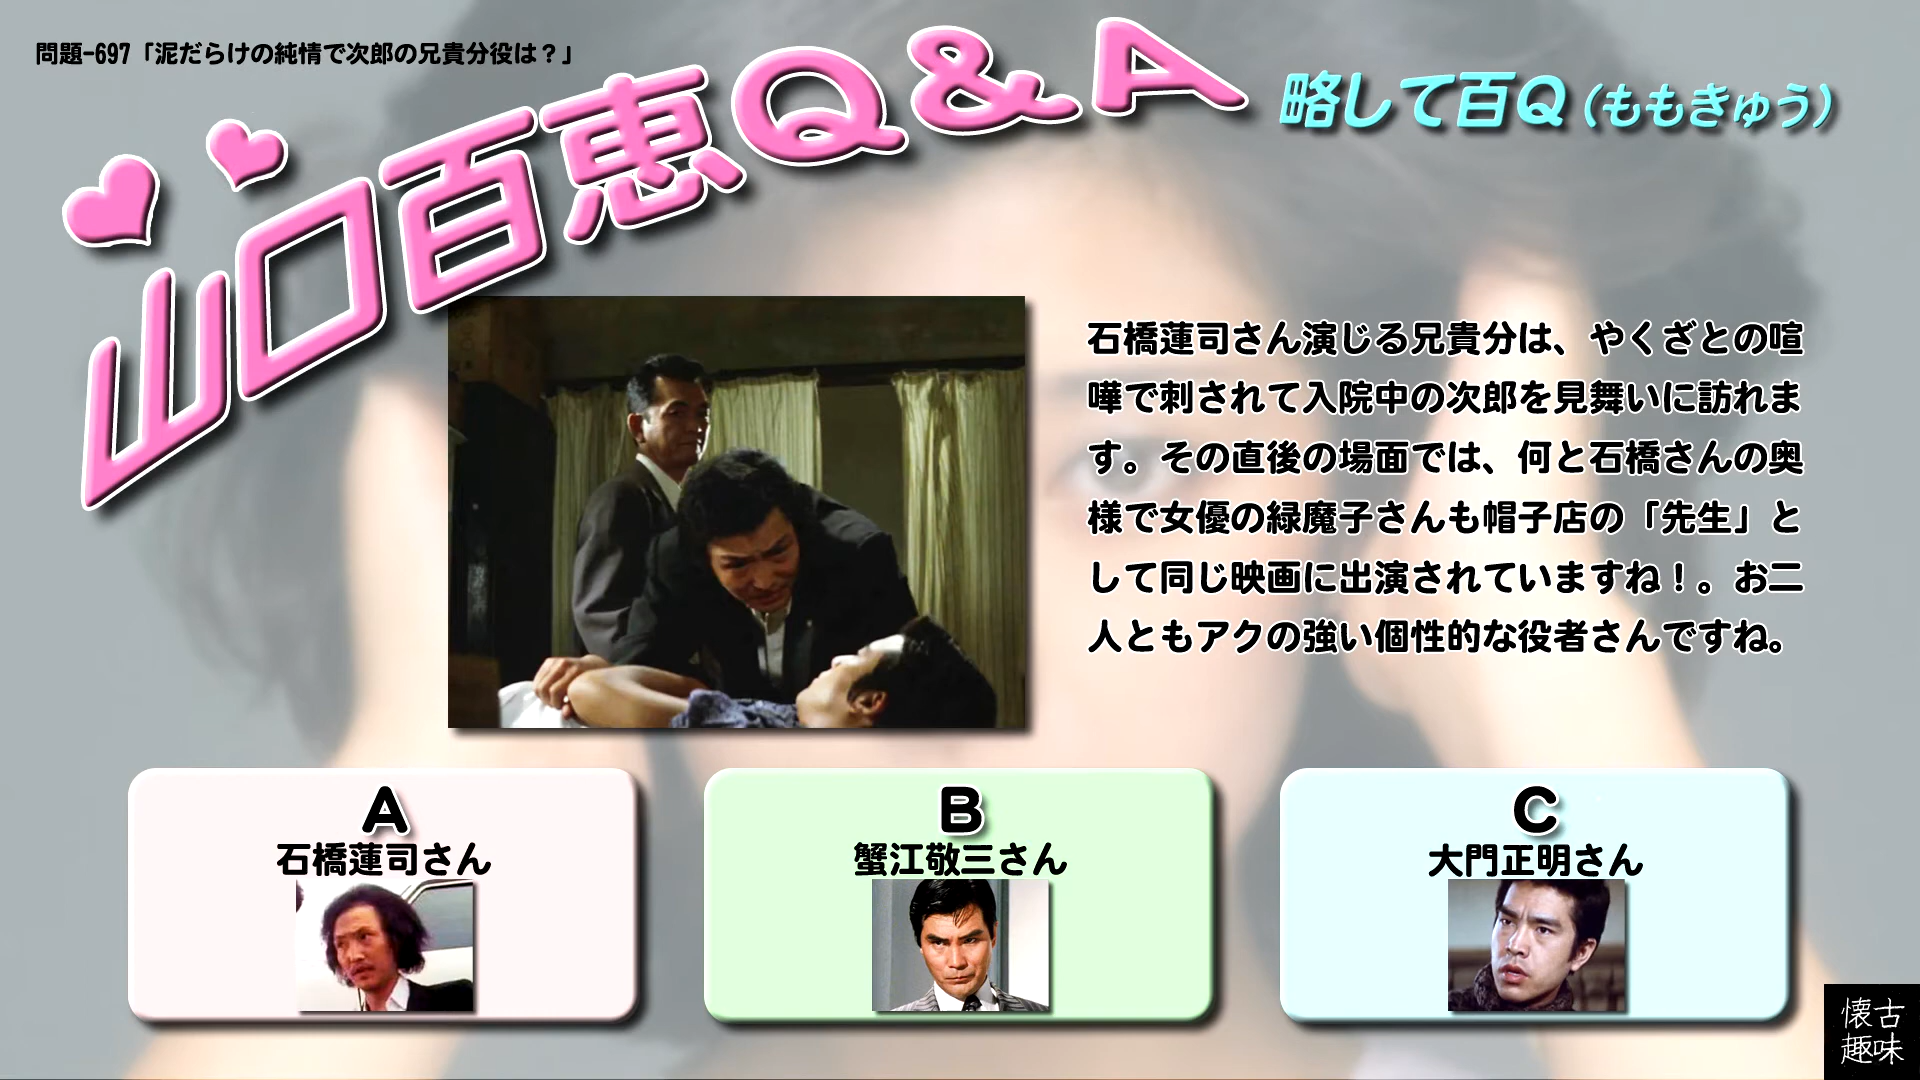 問題-697「泥だらけの純情で次郎の兄貴分役は？」
山口百恵Q&A
略して百Q（ももきゅう）
石橋蓮司さん演じる兄貴分は、やくざとの喧
嘩で刺されて入院中の次郎を見舞いに訪れま
す。その直後の場面では、何と石橋さんの奥
様で女優の緑魔子さんも帽子店の「先生」と
して同じ映画に出演されていますね！。お二
人ともアクの強い個性的な役者さんですね。
A
石橋蓮司さん
B
蟹江敬三さん
C
大門正明さん
懐古
趣味